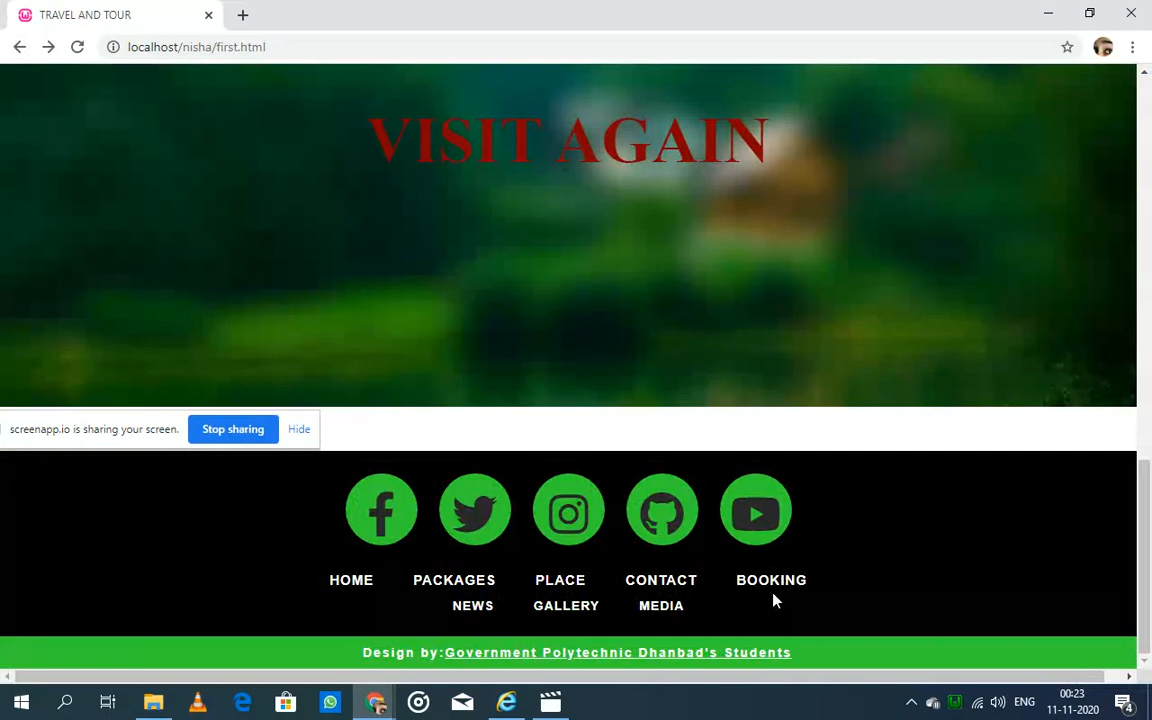 TRAVEL AND TOUR
localhost/nisha/first.html
VISIT AGAIN
screenapp.io is sharing your screen. Stop sharing Hide
HOME PACKAGES PLACE CONTACT BOOKING
NEWS GALLERY MEDIA
Design by:Government Polytechnic Dhanbad's Students
ENG
00:23
11-11-2020
4